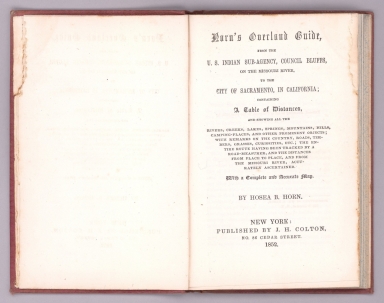 Horn's Overland Guide,
FROM THE
U. S. INDIAN SUB-AGENCY, COUNCIL BLUFFS,
ON THE MISSOURI RIVER,
TO THE
CITY OF SACRAMENTO, IN CALIFORNIA;
CONTAINING
A Table of Distances,
AND SHOWING ALL THE
RIVERS, CREEKS, LAKES, SPRINGS, MOUNTAINS, HILLS,
CAMPING-PLACES, AND OTHER PROMINENT OBJECTS;
WITH REMARKS ON THE COUNTRY, ROADS, TIM-
BERS, GRASSES, CURIOSITIES, ETC.; THE EN-
TIRE ROUTE HAVING BEEN TRACKED BY A
ROAD-MEASURER, AND THE DISTANCES
FROM PLACE TO PLACE, AND FROM
THE MISSOURI RIVER, ACCU-
RATELY ASCERTAINED.
With a Complete and Accurate Map.
BY HOSEA B. HORN.
NEW YORK:
PUBLISHED BY J. H. COLTON,
NO. 86 CEDAR STREET.
1852.